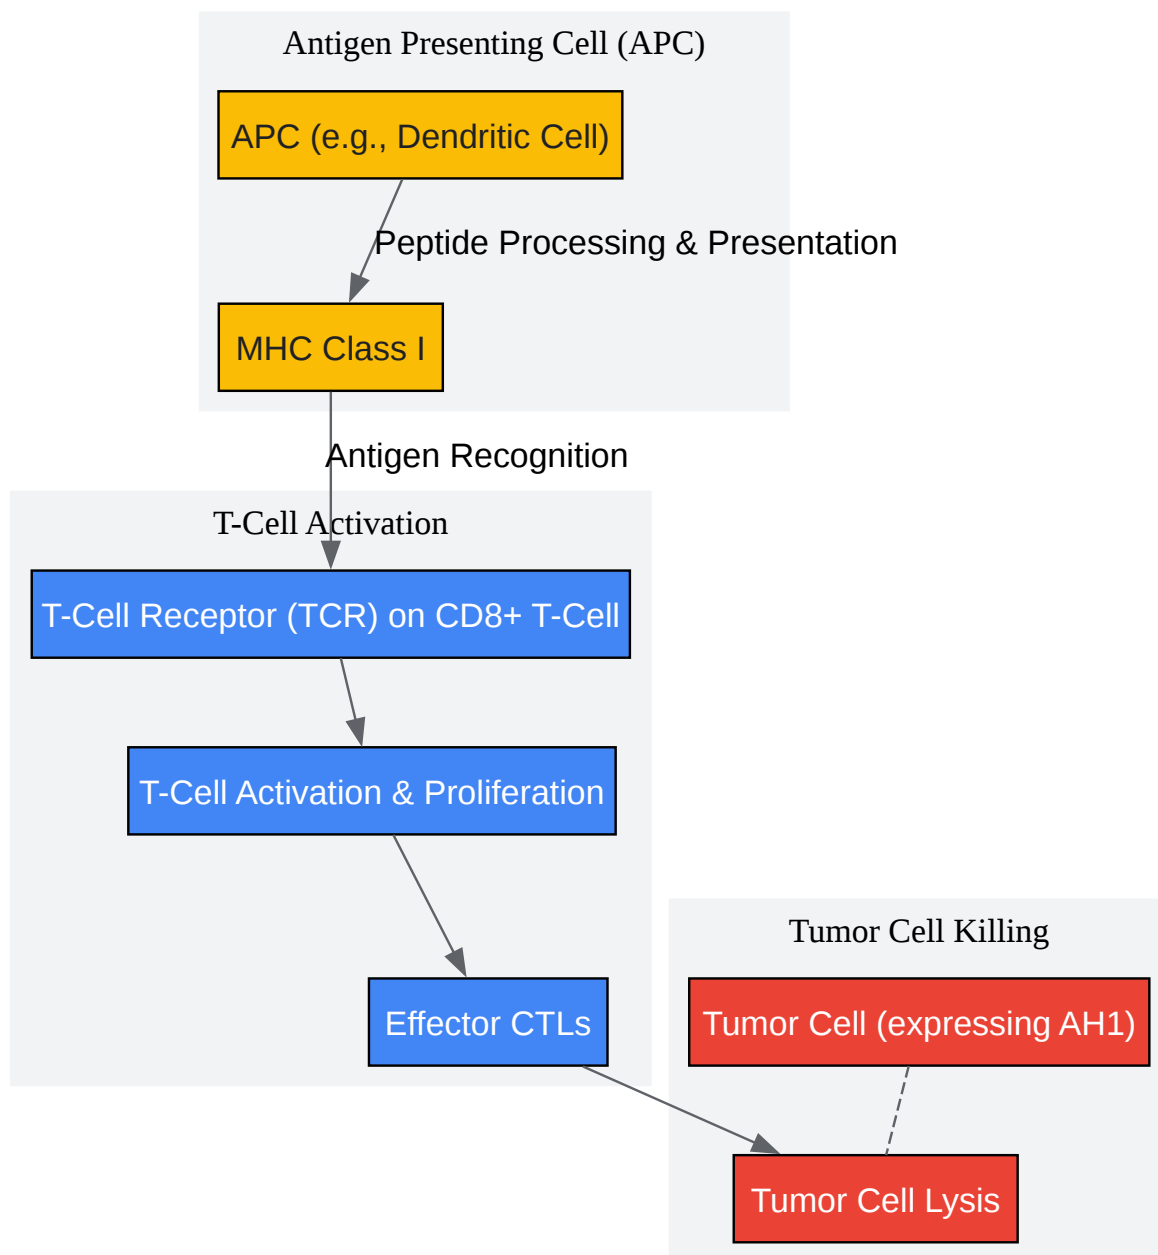 Antigen Presenting Cell (APC)
APC (e.g., Dendritic Cell)
Peptide Processing & Presentation
MHC Class I
Antigen Recognition
T-Cell Activation
T-Cell Receptor (TCR) on CD8+ T-Cell
T-Cell Activation & Proliferation
Effector CTLs
Tumor Cell Killing
Tumor Cell (expressing AH1)
Tumor Cell Lysis